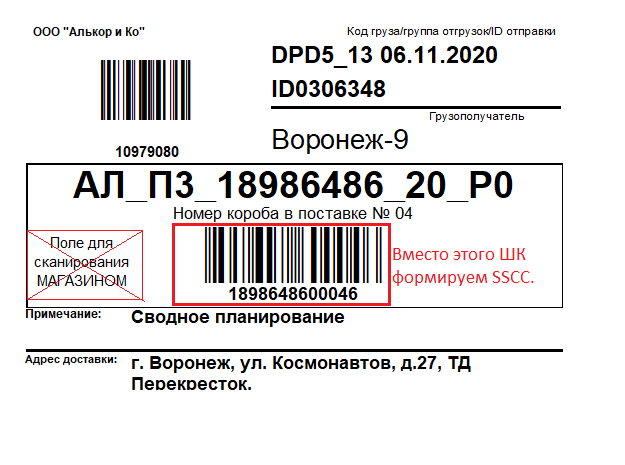 ООО "Алькор и Ко"
Код груза/группа отгрузок/ID отправки
DPD5_13 06.11.2020
ID0306348
Грузополучатель
10979080
Воронеж-9
АЛ_П3_18986486_20_Р0
Номер короба в поставке № 04
Поле для
сканирования
МАГАЗИНОМ
1898648600046
Вместо этого ШК
формируем SSCC.
Примечание:
Сводное планирование
Адрес доставки:
г. Воронеж, ул. Космонавтов, д.27, ТД
Перекресток.